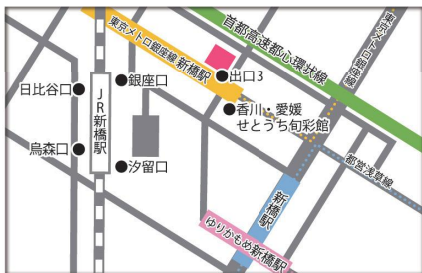 首都高速都心環状線
東京メトロ銀座線
東京メトロ銀座線 新橋駅
出口3
日比谷口
銀座口
JR新橋駅
香川・愛媛
せとうち旬彩館
烏森口
汐留口
都営浅草線
新橋駅
ゆりかもめ新橋駅